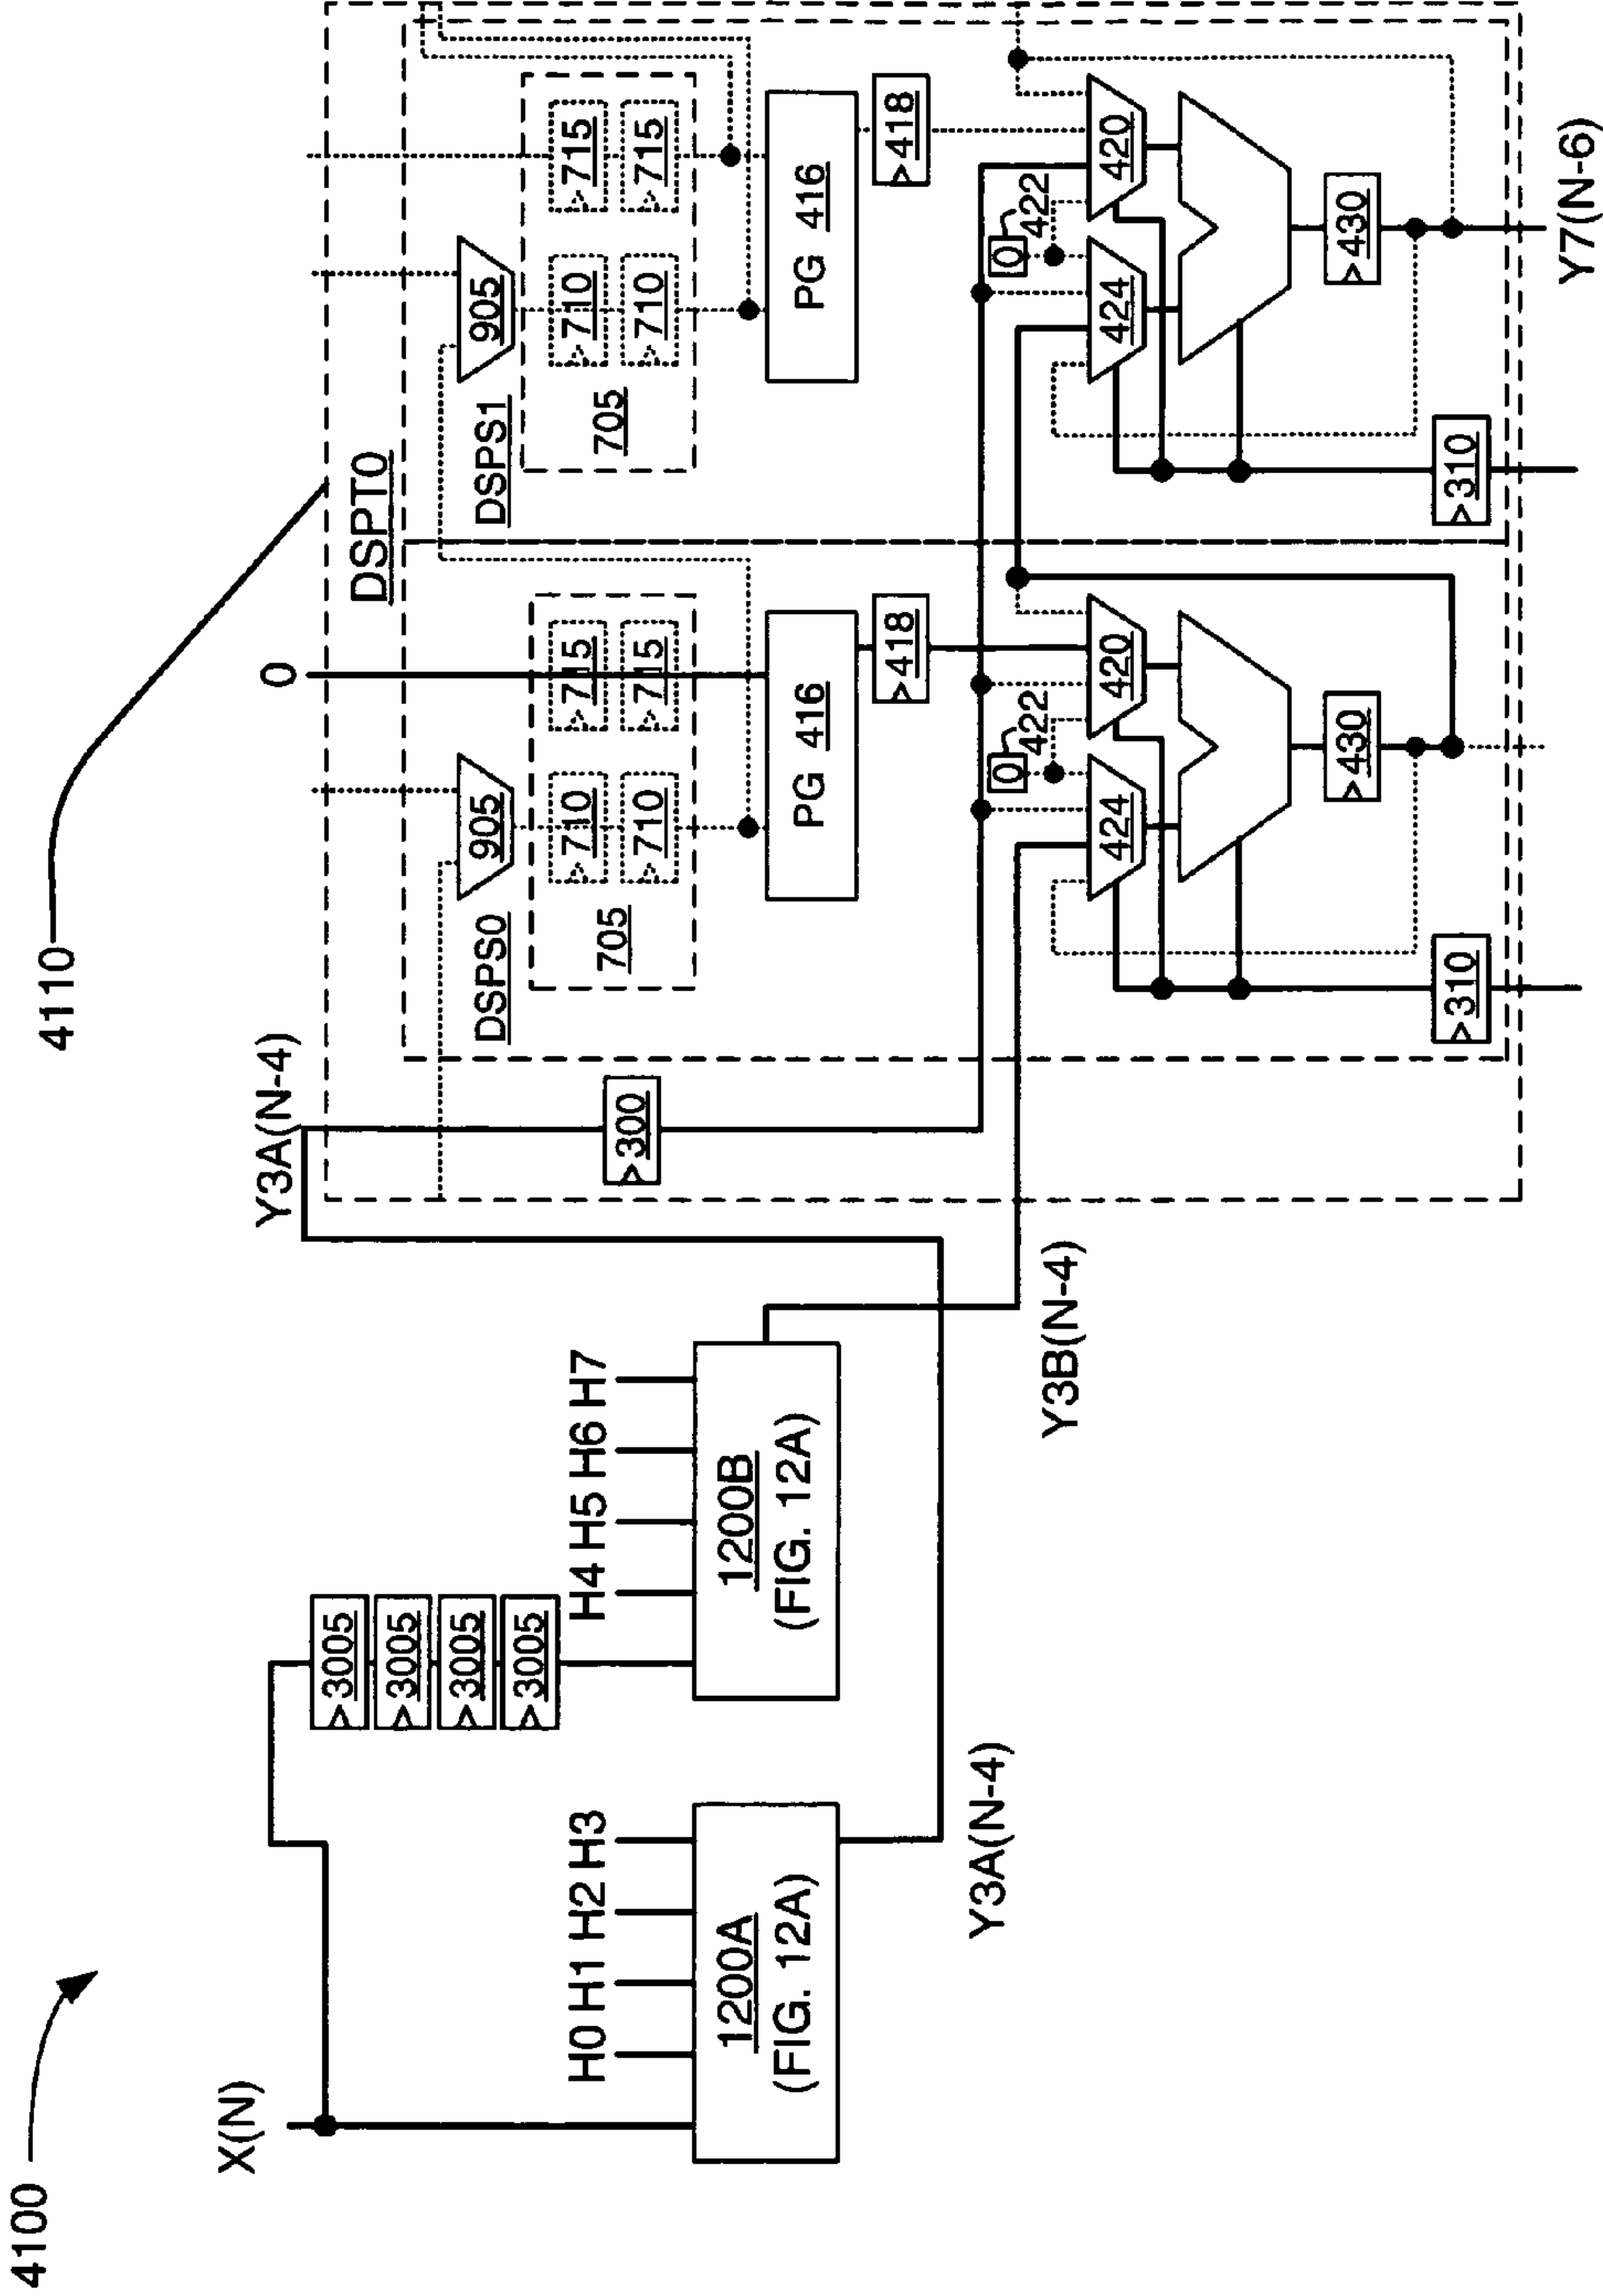 4100
4110
X(N)
Y3A(N-4)
0
DSPT0
3005
3005
3005
3005
H0 H1 H2 H3
H4 H5 H6 H7
1200A
(FIG. 12A)
1200B
(FIG. 12A)
Y3A(N-4)
Y3B(N-4)
300
DSPS0
905
705
710
715
710
715
PG 416
418
0
422
424
420
430
310
DSPS1
905
705
710
715
710
715
PG 416
418
0
422
424
420
430
310
Y7(N-6)